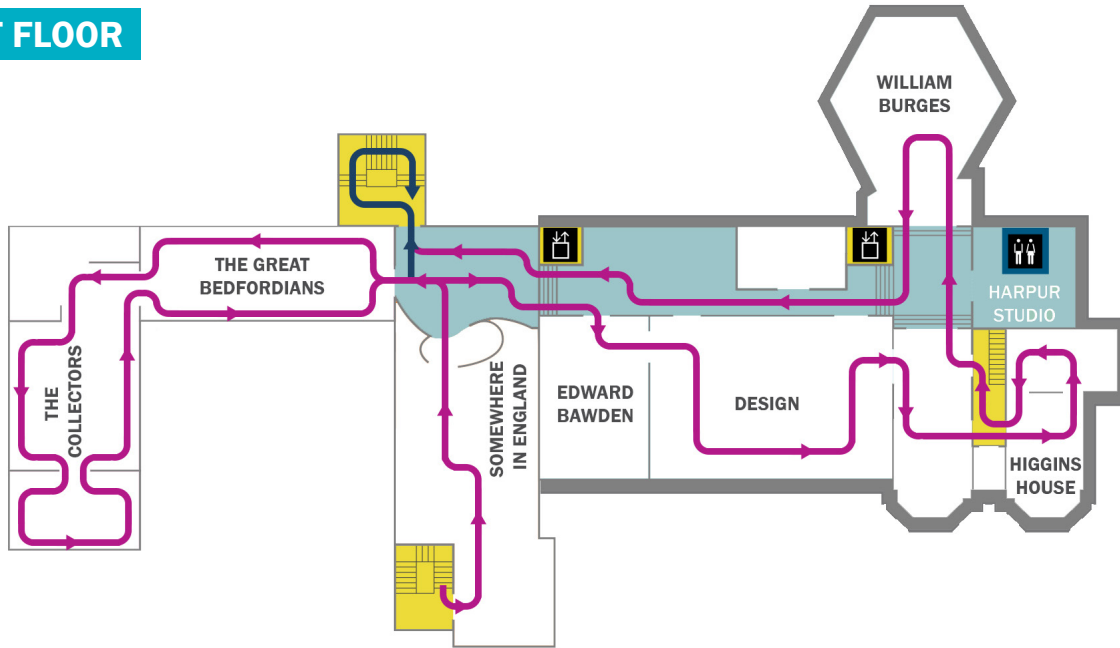 FLOOR
WILLIAM
BURGES
THE GREAT
BEDFORDIANS
HARPUR
STUDIO
THE
COLLECTORS
SOMEWHERE
IN ENGLAND
EDWARD
BAWDEN
DESIGN
HIGGINS
HOUSE